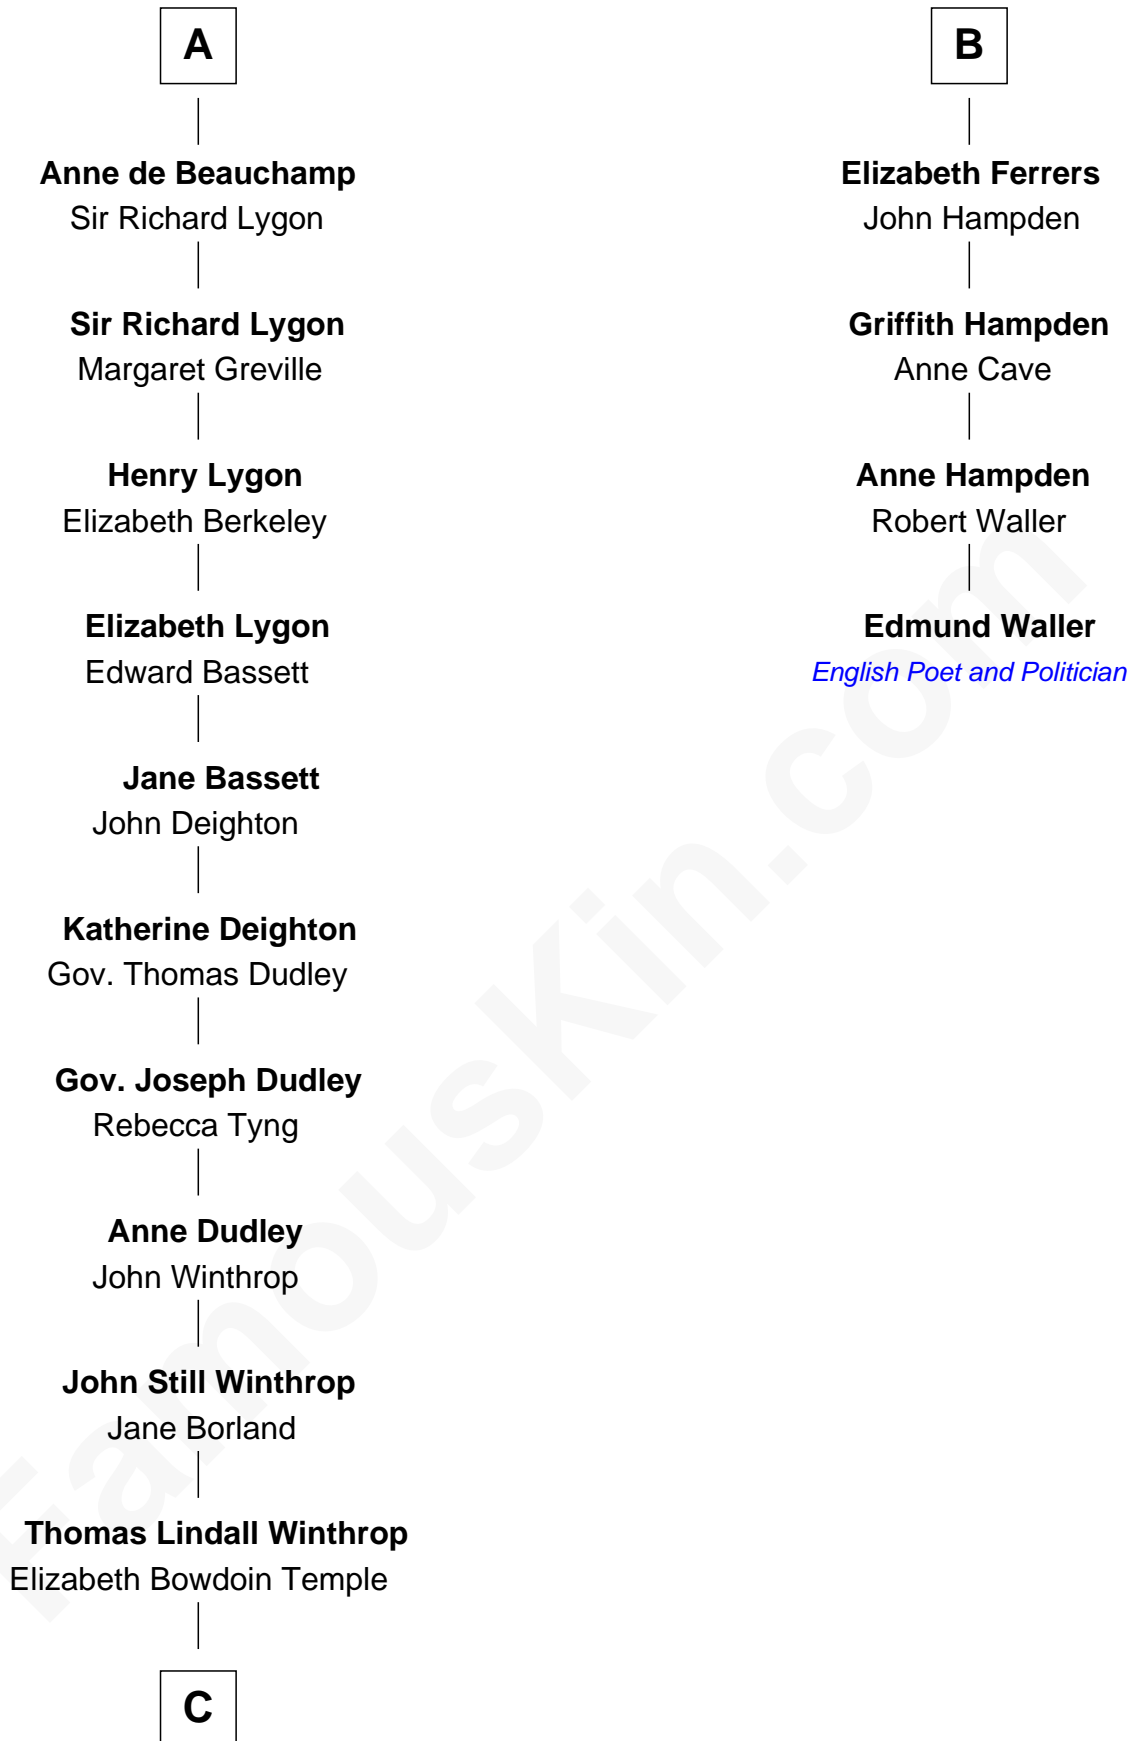 A
Anne de Beauchamp
Sir Richard Lygon
Sir Richard Lygon
Margaret Greville
Henry Lygon
Elizabeth Berkeley
Elizabeth Lygon
Edward Bassett
Jane Bassett
John Deighton
Katherine Deighton
Gov. Thomas Dudley
Gov. Joseph Dudley
Rebecca Tyng
Anne Dudley
John Winthrop
John Still Winthrop
Jane Borland
Thomas Lindall Winthrop
Elizabeth Bowdoin Temple
C
B
Elizabeth Ferrers
John Hampden
Griffith Hampden
Anne Cave
Anne Hampden
Robert Waller
Edmund Waller
English Poet and Politician
FamousKin.com